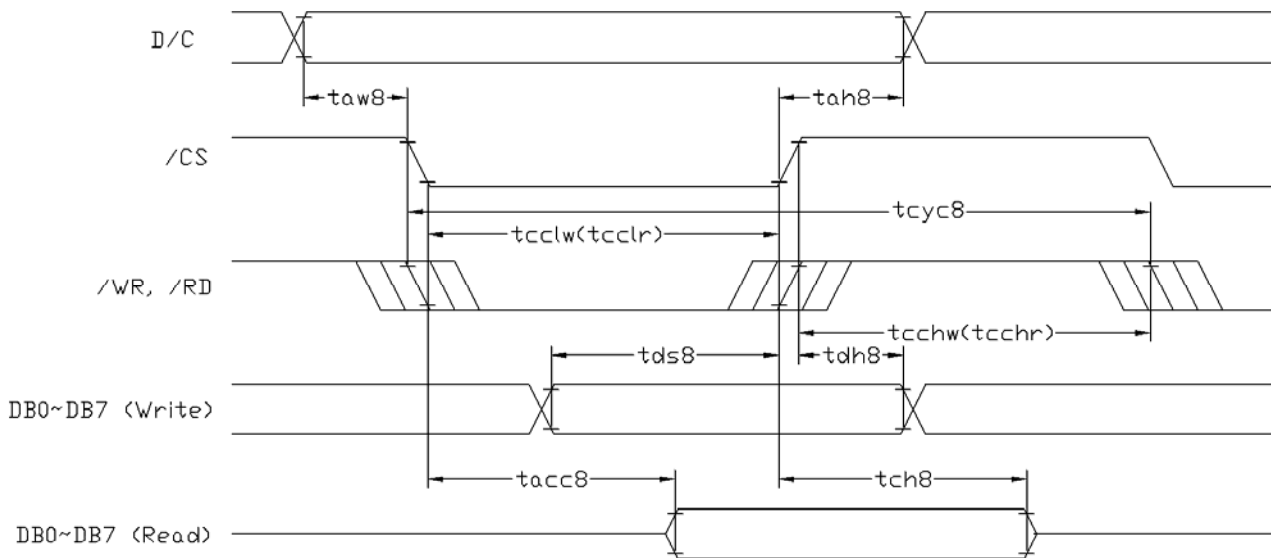 D/C
taw8
tah8
/CS
tcyc8
tcclw(tcclr)
/WR, /RD
tcchw(tcchr)
tds8
tdh8
DB0~DB7 (Write)
tacc8
tch8
DB0~DB7 (Read)